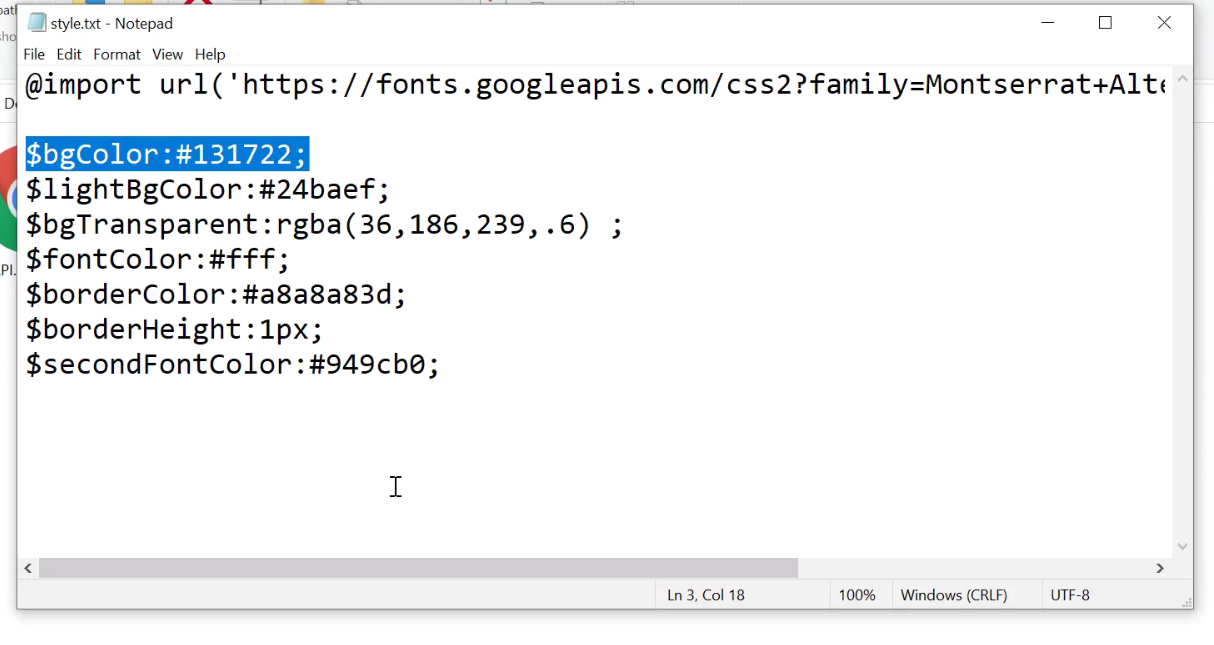 style.txt - Notepad
File Edit Format View Help
@import url('https://fonts.googleapis.com/css2?family=Montserrat+Alte
$bgColor:#131722;
$lightBgColor:#24baef;
$bgTransparent:rgba(36,186,239,.6) ;
$fontColor:#fff;
$borderColor:#a8a8a83d;
$borderHeight:1px;
$secondFontColor:#949cb0;
Ln 3, Col 18 100% Windows (CRLF) UTF-8